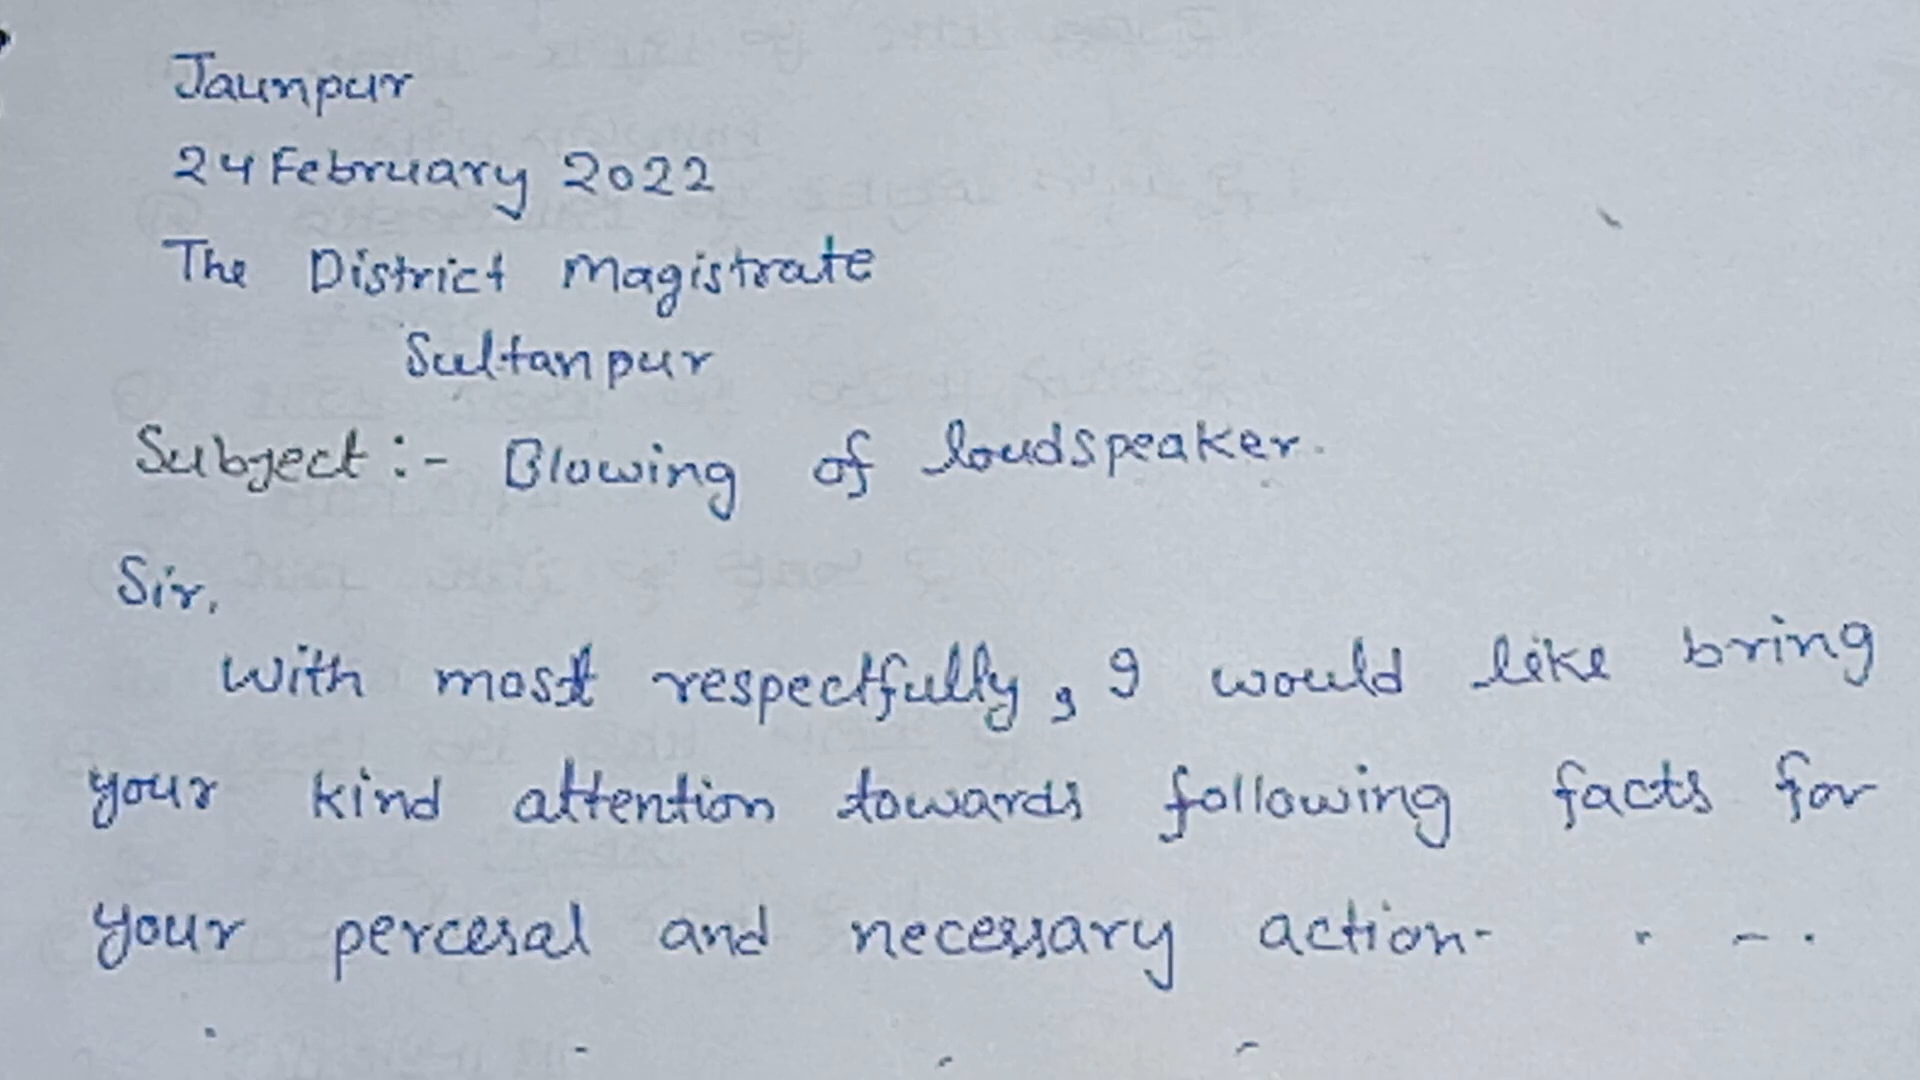 Jaunpur
24 February 2022
The District Magistrate
Sultanpur
Subject :- Blowing of loudspeaker.
Sir,
With most respectfully, I would like bring
your kind attention towards following facts for
your percesal and necessary action-